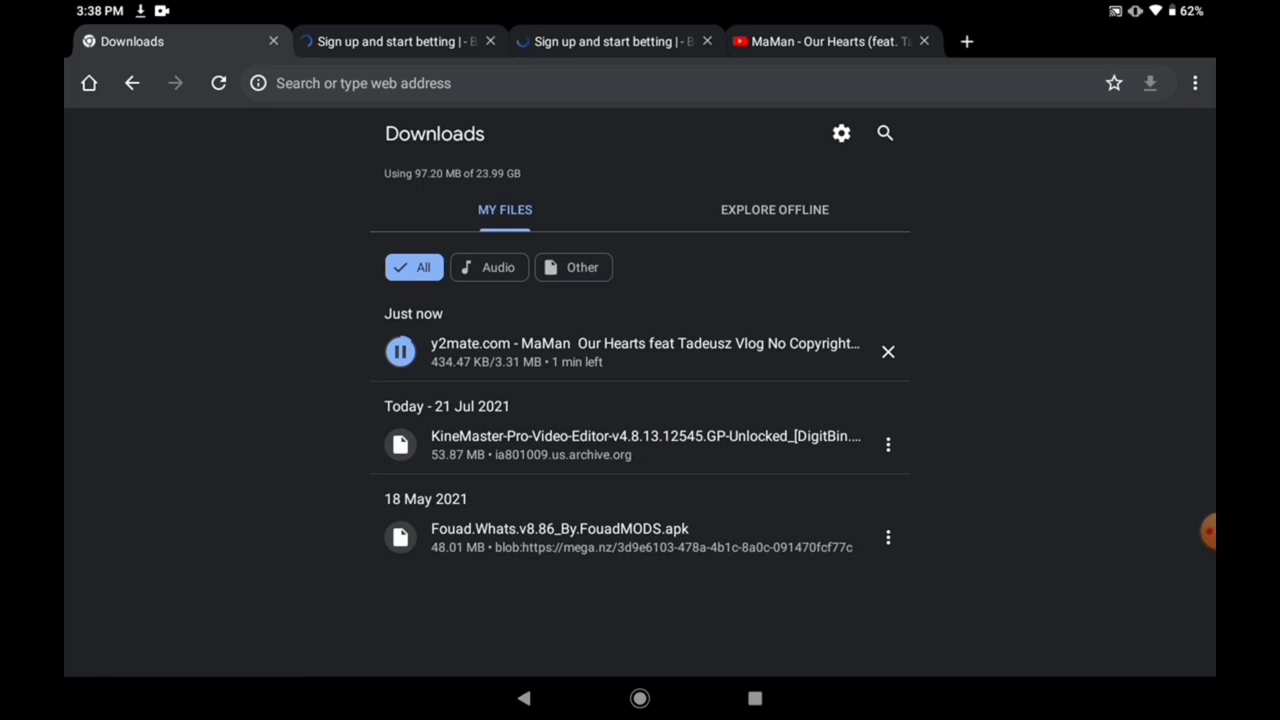 3:38 PM
62%
Downloads
Sign up and start betting | - B
Sign up and start betting | - B
MaMan - Our Hearts (feat. Ta
Search or type web address
Downloads
Using 97.20 MB of 23.99 GB
MY FILES
EXPLORE OFFLINE
All
Audio
Other
Just now
y2mate.com - MaMan  Our Hearts feat Tadeusz Vlog No Copyright...
434.47 KB/3.31 MB • 1 min left
Today - 21 Jul 2021
KineMaster-Pro-Video-Editor-v4.8.13.12545.GP-Unlocked_[DigitBin....
53.87 MB • ia801009.us.archive.org
18 May 2021
Fouad.Whats.v8.86_By.FouadMODS.apk
48.01 MB • blob:https://mega.nz/3d9e6103-478a-4b1c-8a0c-091470fcf77c